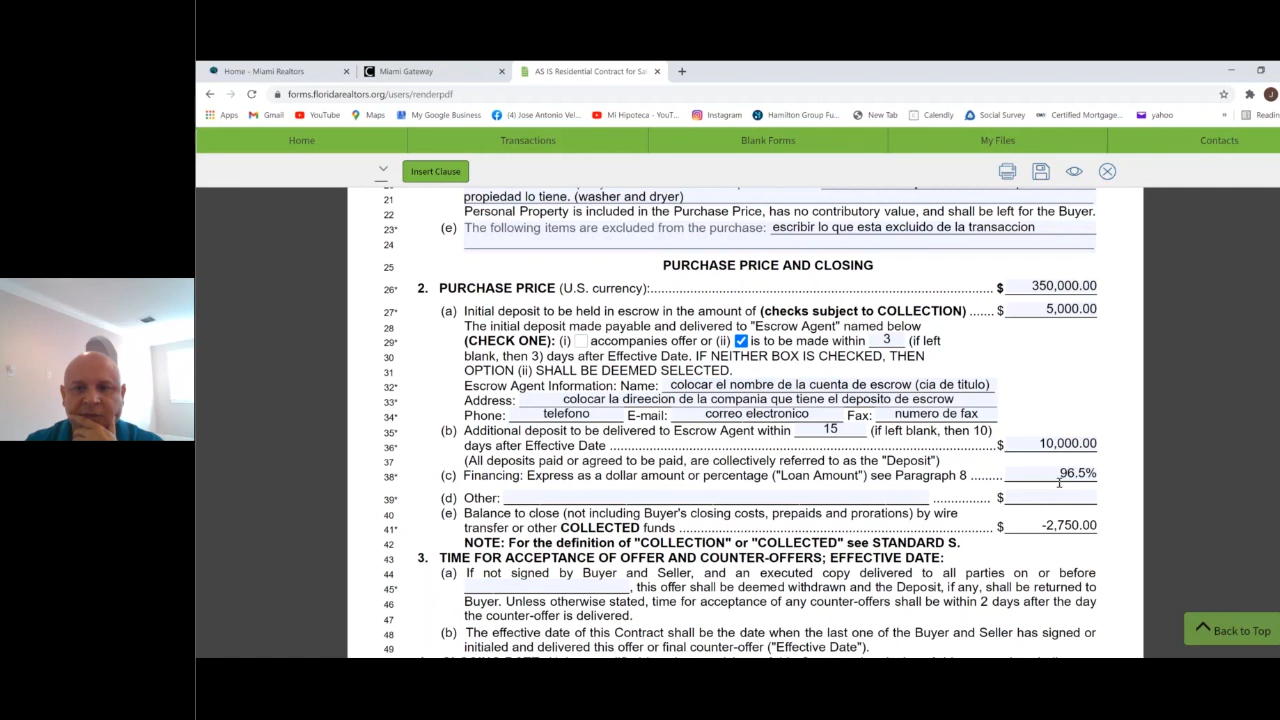 Home - Miami Realtors
Miami Gateway
AS IS Residential Contract for Sal
forms.floridarealtors.org/users/renderpdf
Apps Gmail YouTube Maps My Google Business (4) Jose Antonio Vel... Mi Hipoteca - YouT... Instagram Hamilton Group Fu... New Tab Calendly Social Survey Certified Mortgage... yahoo » Readin
Home Transactions Blank Forms My Files Contacts
Insert Clause
21 propiedad lo tiene. (washer and dryer)
22 Personal Property is included in the Purchase Price, has no contributory value, and shall be left for the Buyer.
23* (e) The following items are excluded from the purchase: escribir lo que esta excluido de la transaccion
24
25 PURCHASE PRICE AND CLOSING
26* 2. PURCHASE PRICE (U.S. currency):.......... $ 350,000.00
27* (a) Initial deposit to be held in escrow in the amount of (checks subject to COLLECTION) ...... $ 5,000.00
28 The initial deposit made payable and delivered to "Escrow Agent" named below
29* (CHECK ONE): (i) accompanies offer or (ii) is to be made within 3 (if left
30 blank, then 3) days after Effective Date. IF NEITHER BOX IS CHECKED, THEN
31 OPTION (ii) SHALL BE DEEMED SELECTED.
32* Escrow Agent Information: Name: colocar el nombre de la cuenta de escrow (cia de titulo)
33* Address: colocar la direecion de la compania que tiene el deposito de escrow
34* Phone: telefono E-mail: correo electronico Fax: numero de fax
35* (b) Additional deposit to be delivered to Escrow Agent within 15 (if left blank, then 10)
36* days after Effective Date .......... $ 10,000.00
37 (All deposits paid or agreed to be paid, are collectively referred to as the "Deposit")
38* (c) Financing: Express as a dollar amount or percentage ("Loan Amount") see Paragraph 8 ......... 96.5%
39* (d) Other: ................ $
40 (e) Balance to close (not including Buyer's closing costs, prepaids and prorations) by wire
41* transfer or other COLLECTED funds .......... $ -2,750.00
42 NOTE: For the definition of "COLLECTION" or "COLLECTED" see STANDARD S.
43 3. TIME FOR ACCEPTANCE OF OFFER AND COUNTER-OFFERS; EFFECTIVE DATE:
44 (a) If not signed by Buyer and Seller, and an executed copy delivered to all parties on or before
45* , this offer shall be deemed withdrawn and the Deposit, if any, shall be returned to
46 Buyer. Unless otherwise stated, time for acceptance of any counter-offers shall be within 2 days after the day
47 the counter-offer is delivered.
48 (b) The effective date of this Contract shall be the date when the last one of the Buyer and Seller has signed or
49 initialed and delivered this offer or final counter-offer ("Effective Date").
Back to Top